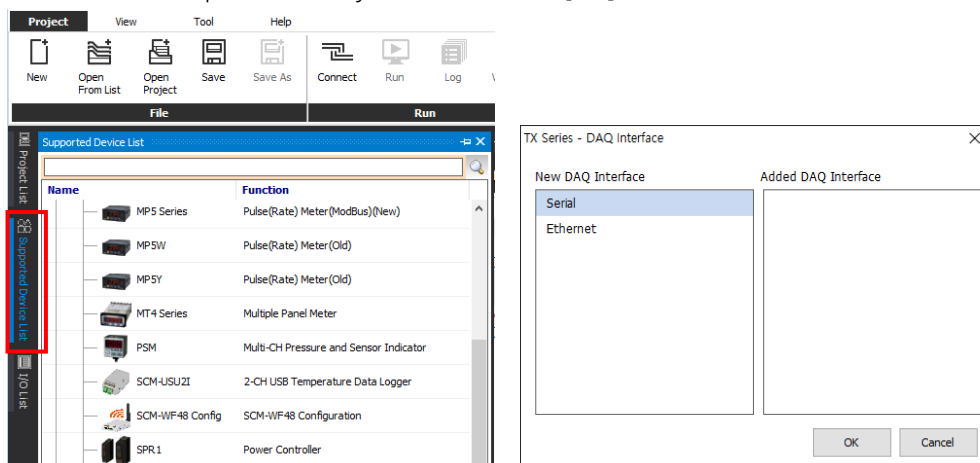 Project View Tool Help
New Open From List Open Project Save Save As Connect Run Log
File Run
Project List
Supported Device List
I/O List
Supported Device List
Name Function
MP5 Series Pulse(Rate) Meter(ModBus)(New)
MP5W Pulse(Rate) Meter(Old)
MP5Y Pulse(Rate) Meter(Old)
MT4 Series Multiple Panel Meter
PSM Multi-CH Pressure and Sensor Indicator
SCM-USU2I 2-CH USB Temperature Data Logger
SCM-WF48 Config SCM-WF48 Configuration
SPR1 Power Controller
TX Series - DAQ Interface
New DAQ Interface Added DAQ Interface
Serial
Ethernet
OK Cancel